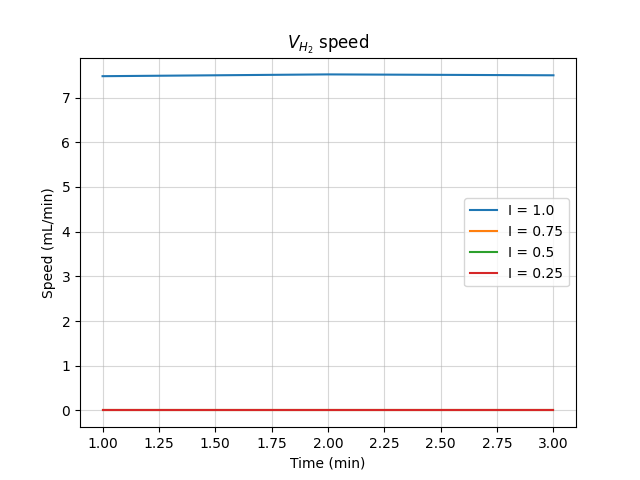 V_{H_2} speed
Speed (mL/min)
7
6
5
4
3
2
1
0
I = 1.0
I = 0.75
I = 0.5
I = 0.25
1.00 1.25 1.50 1.75 2.00 2.25 2.50 2.75 3.00
Time (min)